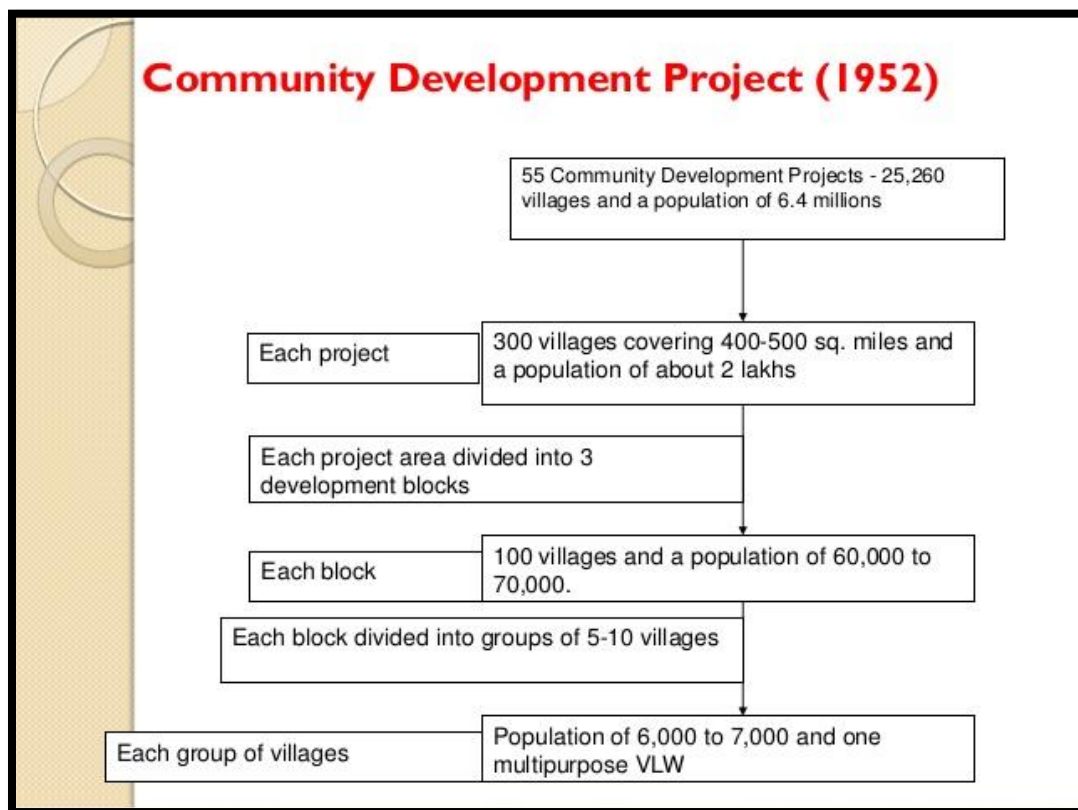 Community Development Project (1952)
55 Community Development Projects - 25,260
villages and a population of 6.4 millions
Each project
300 villages covering 400-500 sq. miles and
a population of about 2 lakhs
Each project area divided into 3
development blocks
Each block
100 villages and a population of 60,000 to
70,000.
Each block divided into groups of 5-10 villages
Each group of villages
Population of 6,000 to 7,000 and one
multipurpose VLW